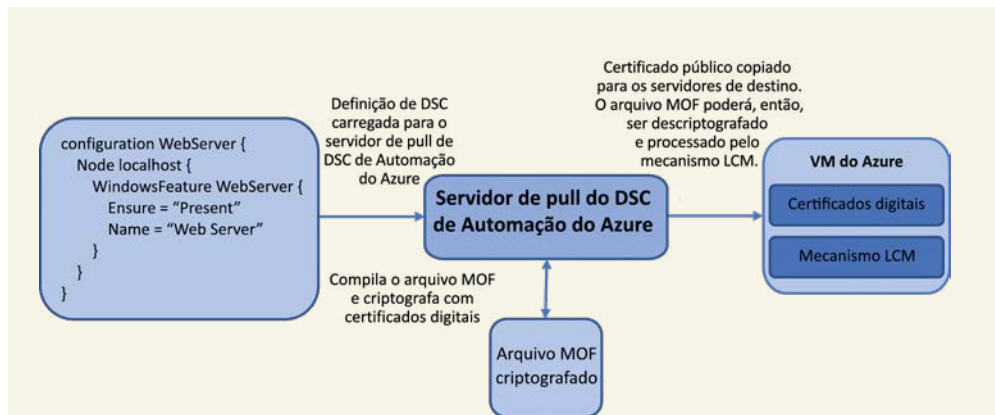 configuration WebServer {
Node localhost {
WindowsFeature WebServer {
Ensure = “Present”
Name = “Web Server”
}
}
}
Definição de DSC
carregada para o
servidor de pull de
DSC de Automação
do Azure
Servidor de pull do DSC
de Automação do Azure
Compila o arquivo MOF
e criptografa com
certificados digitais
Arquivo MOF
criptografado
Certificado público copiado
para os servidores de destino.
O arquivo MOF poderá, então,
ser descriptografado
e processado pelo
mecanismo LCM.
VM do Azure
Certificados digitais
Mecanismo LCM